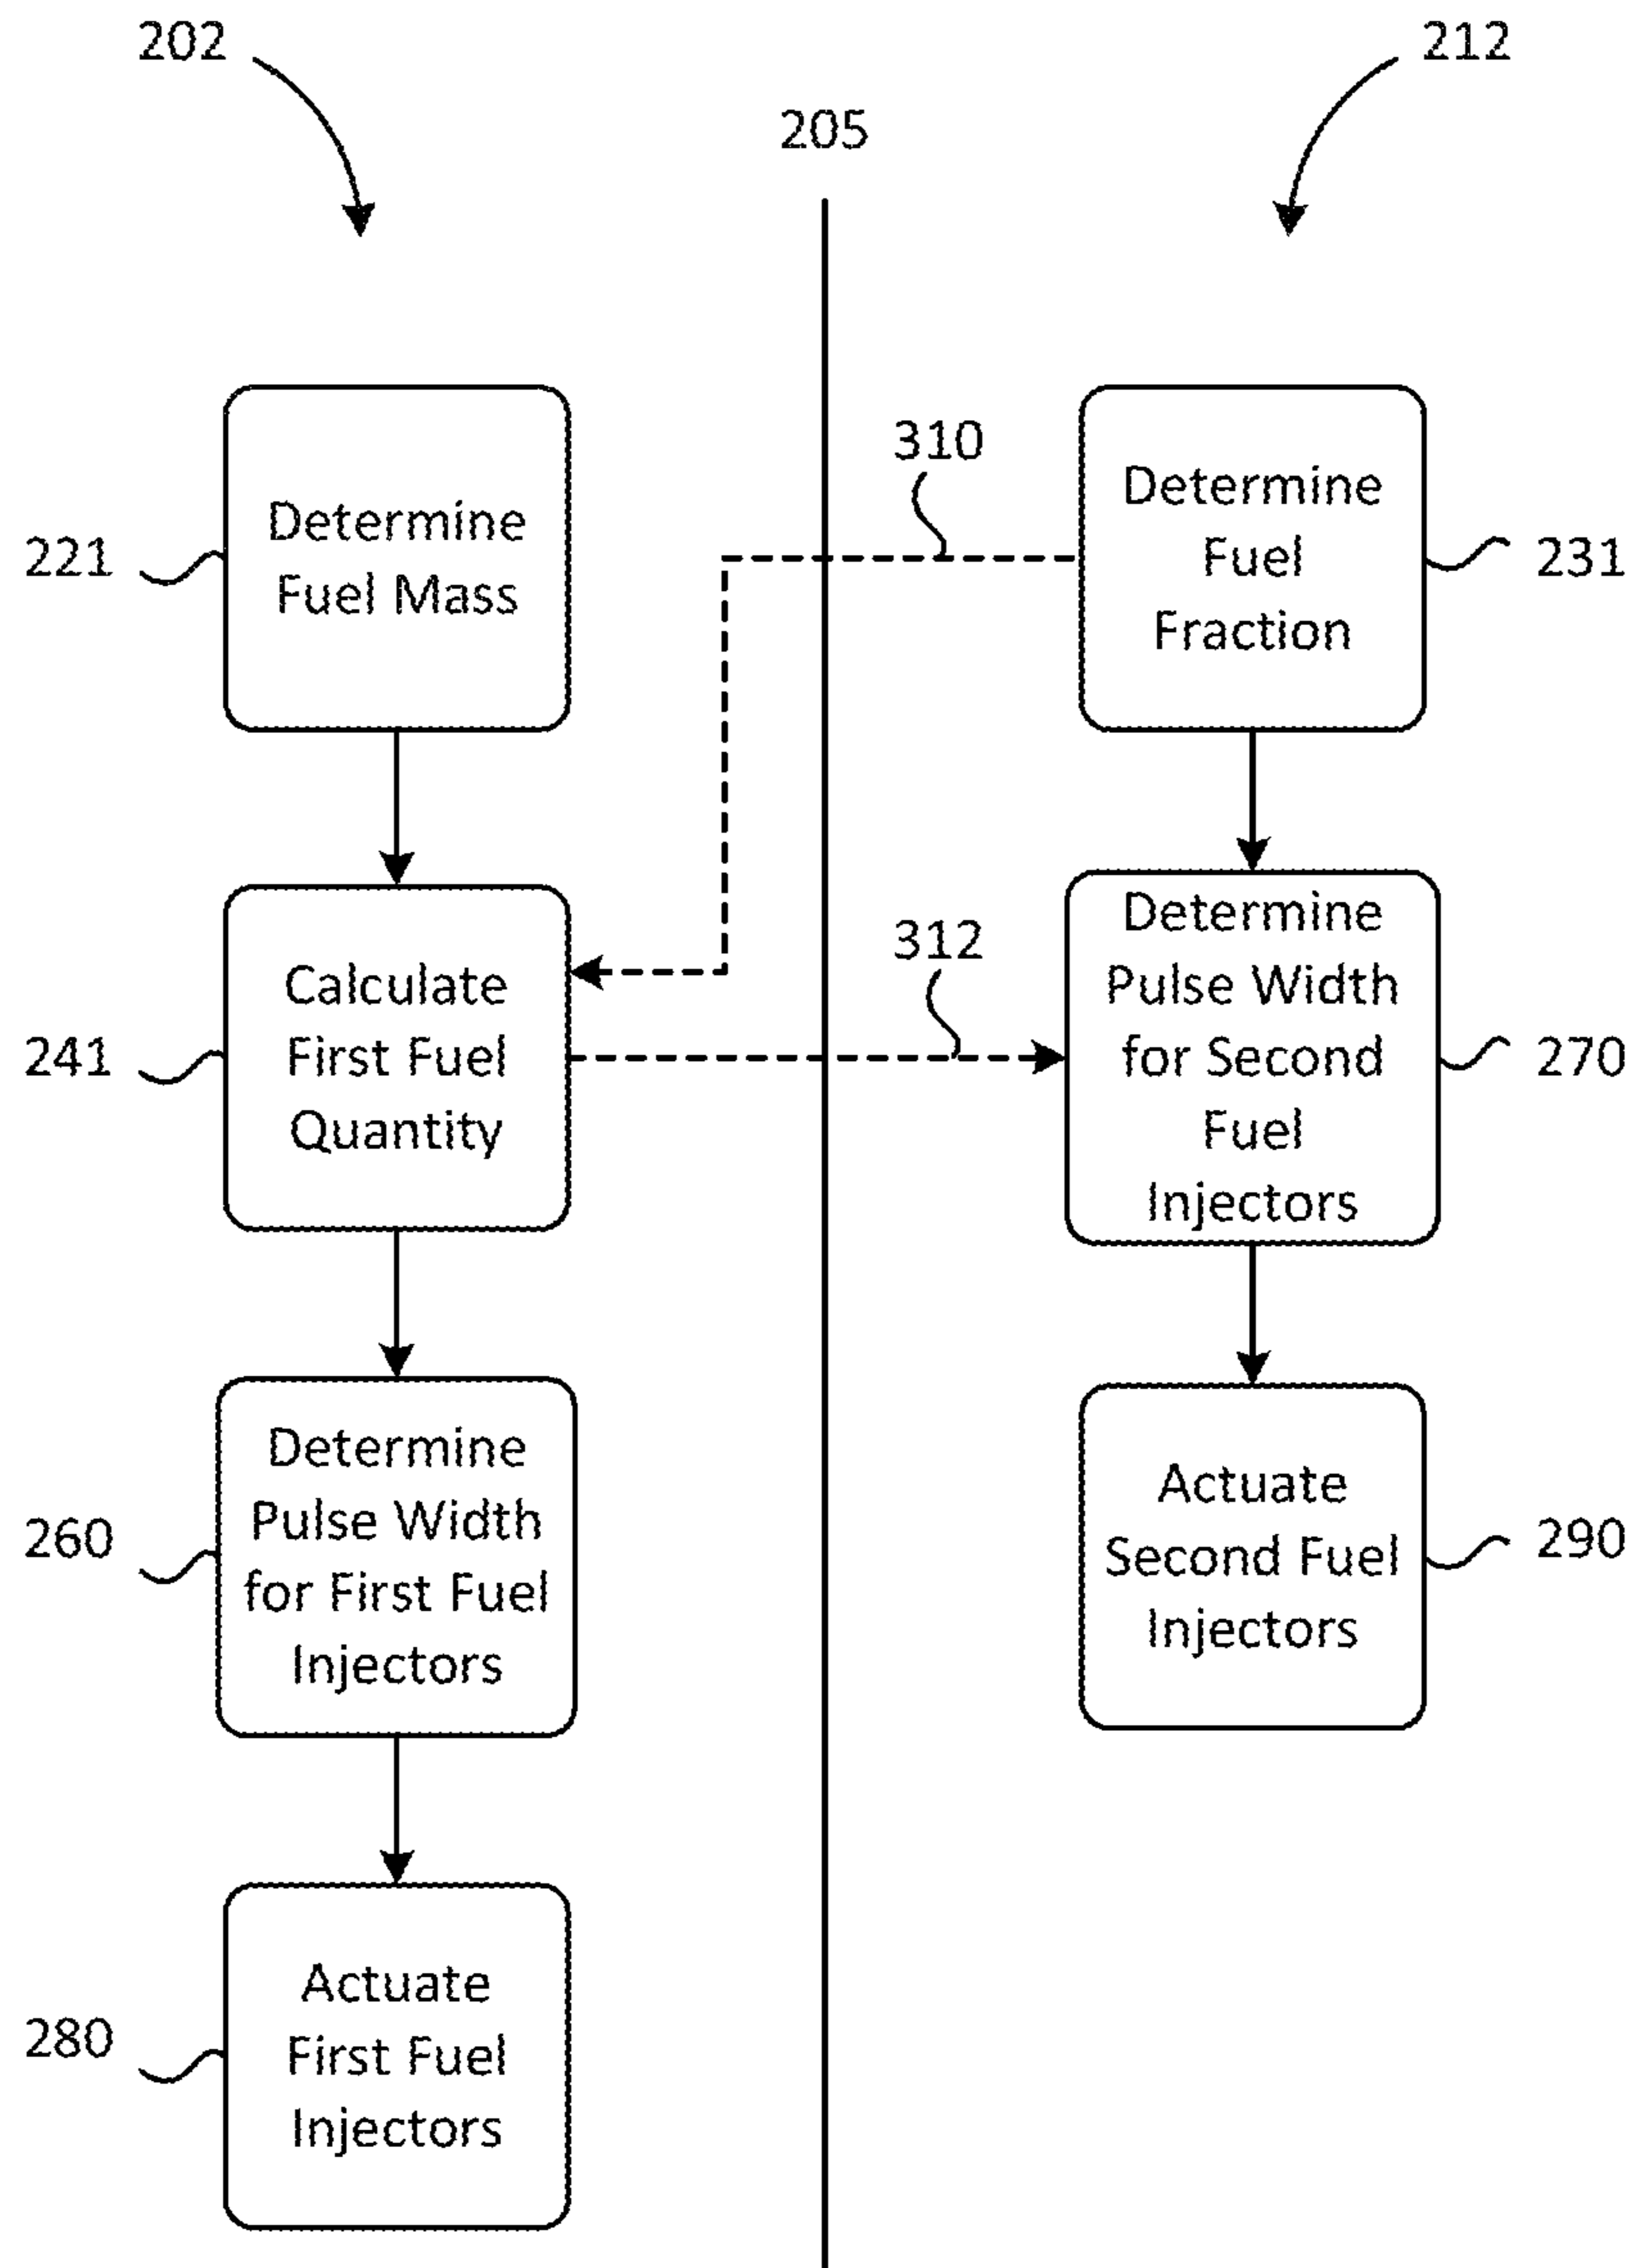 202
212
205
Determine
Fuel Mass
221
310
Determine
Fuel
Fraction
231
Calculate
First Fuel
Quantity
241
312
Determine
Pulse Width
for Second
Fuel
Injectors
270
Determine
Pulse Width
for First Fuel
Injectors
260
Actuate
Second Fuel
Injectors
290
Actuate
First Fuel
Injectors
280